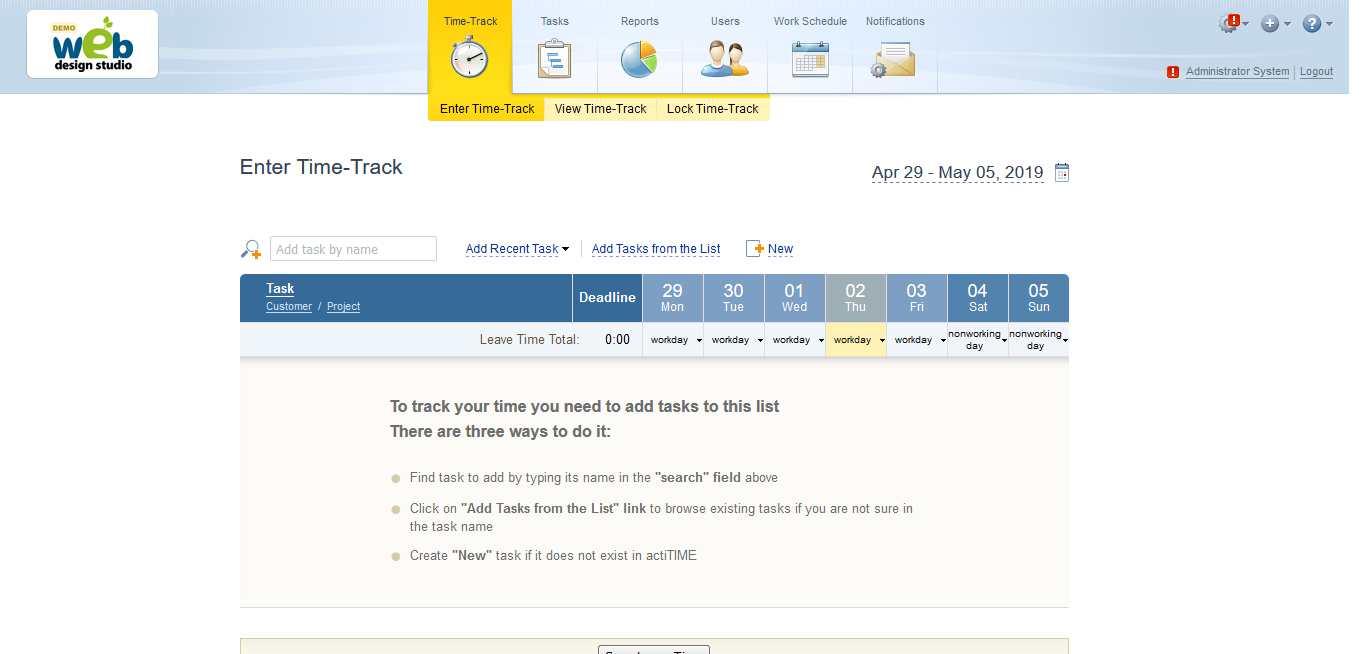 DEMO
web
design studio
Time-Track
Tasks
Reports
Users
Work Schedule
Notifications
Administrator System
Logout
Enter Time-Track
View Time-Track
Lock Time-Track
Enter Time-Track
Apr 29 - May 05, 2019
Add task by name
Add Recent Task
Add Tasks from the List
New
Task
Customer / Project
Deadline
29
Mon
30
Tue
01
Wed
02
Thu
03
Fri
04
Sat
05
Sun
Leave Time Total:
0:00
workday
workday
workday
workday
workday
nonworking
day
nonworking
day
To track your time you need to add tasks to this list
There are three ways to do it:
Find task to add by typing its name in the "search" field above
Click on "Add Tasks from the List" link to browse existing tasks if you are not sure in
the task name
Create "New" task if it does not exist in actiTIME